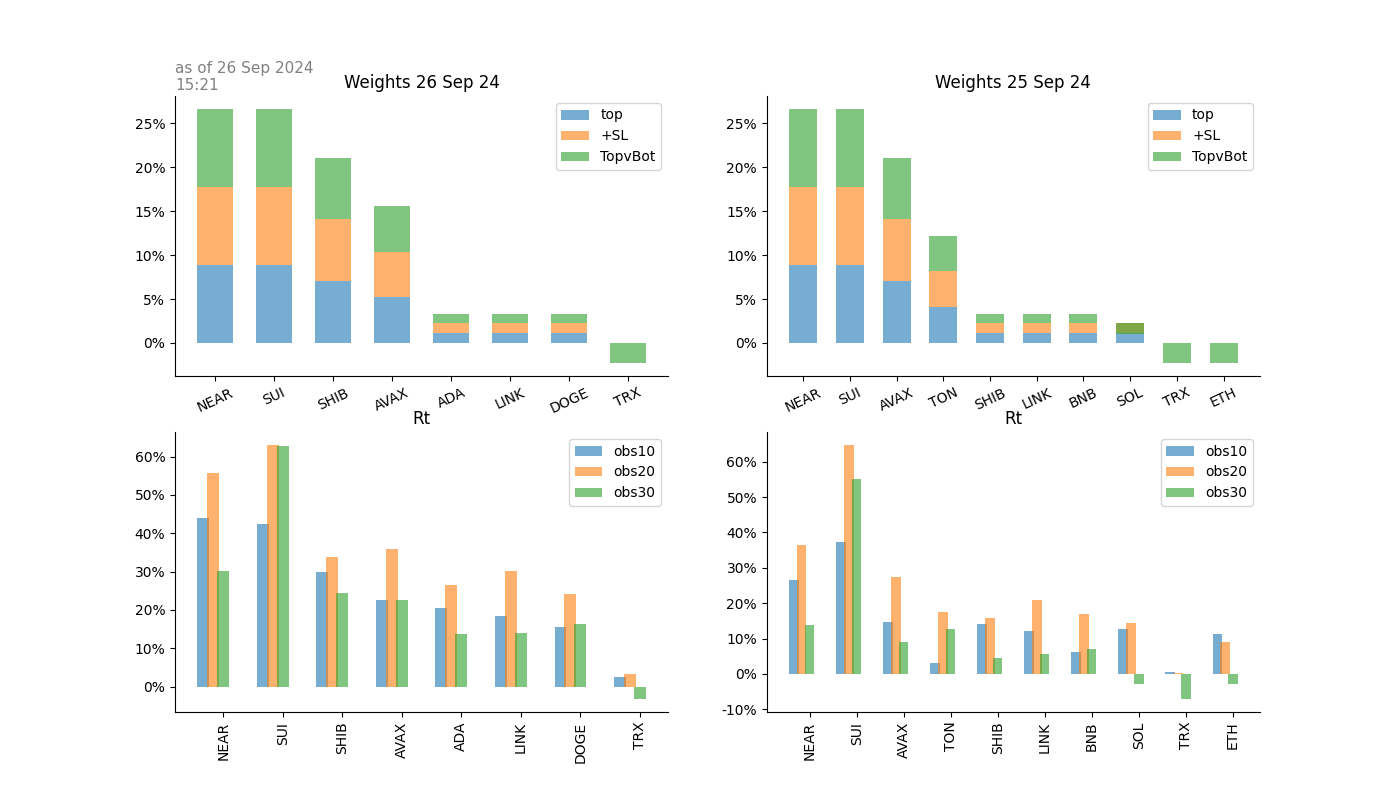 as of 26 Sep 2024
15:21
Weights 26 Sep 24
25%
20%
15%
10%
5%
0%
top
+SL
TopvBot
NEAR
SUI
SHIB
AVAX
ADA
LINK
DOGE
TRX
Weights 25 Sep 24
25%
20%
15%
10%
5%
0%
top
+SL
TopvBot
NEAR
SUI
AVAX
TON
SHIB
LINK
BNB
SOL
TRX
ETH
Rt
60%
50%
40%
30%
20%
10%
0%
obs10
obs20
obs30
NEAR
SUI
SHIB
AVAX
ADA
LINK
DOGE
TRX
Rt
60%
50%
40%
30%
20%
10%
0%
-10%
obs10
obs20
obs30
NEAR
SUI
AVAX
TON
SHIB
LINK
BNB
SOL
TRX
ETH